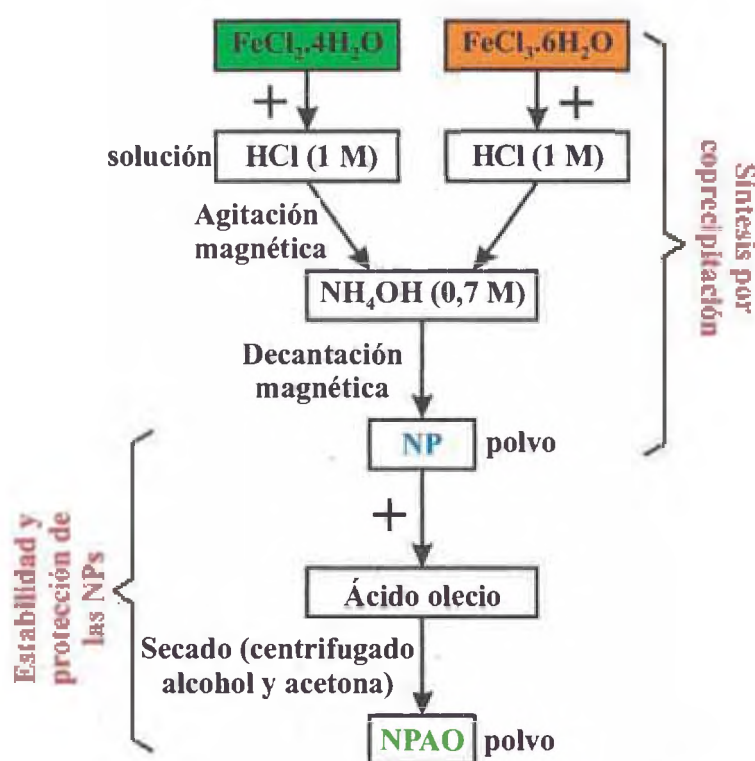 FeCl2.4H2O
FeCl3.6H2O
+
+
solución
HCl (1 M)
HCl (1 M)
Agitación
magnética
NH4OH (0,7 M)
Decantación
magnética
Síntesis por
coprecipitación
NP
polvo
+
Ácido olecio
Secado (centrifugado
alcohol y acetona)
NPAO
polvo
Estabilidad y
protección de
las NPs